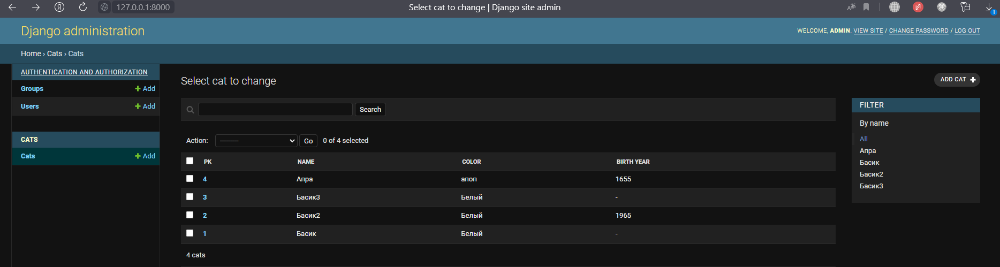 127.0.0.1:8000 Select cat to change | Django site admin 1
Django administration
WELCOME, ADMIN. VIEW SITE / CHANGE PASSWORD / LOG OUT
Home › Cats › Cats
AUTHENTICATION AND AUTHORIZATION
Groups + Add
Users + Add
CATS
Cats + Add
Select cat to change
ADD CAT +
Search
Action: --------- Go 0 of 4 selected
PK NAME COLOR BIRTH YEAR
4 Апра апоп 1655
3 Басик3 Белый -
2 Басик2 Белый 1965
1 Басик Белый -
4 cats
FILTER
By name
All
Апра
Басик
Басик2
Басик3